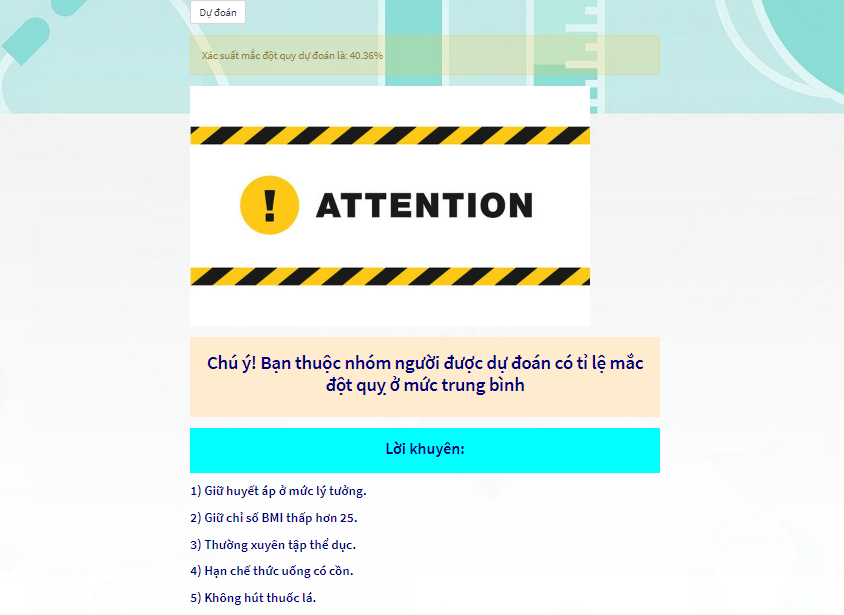 Dự đoán
Xác suất mắc đột quy dự đoán là: 40.36%
! ATTENTION
Chú ý! Bạn thuộc nhóm người được dự đoán có tỉ lệ mắc
đột quỵ ở mức trung bình
Lời khuyên:
1) Giữ huyết áp ở mức lý tưởng.
2) Giữ chỉ số BMI thấp hơn 25.
3) Thường xuyên tập thể dục.
4) Hạn chế thức uống có cồn.
5) Không hút thuốc lá.